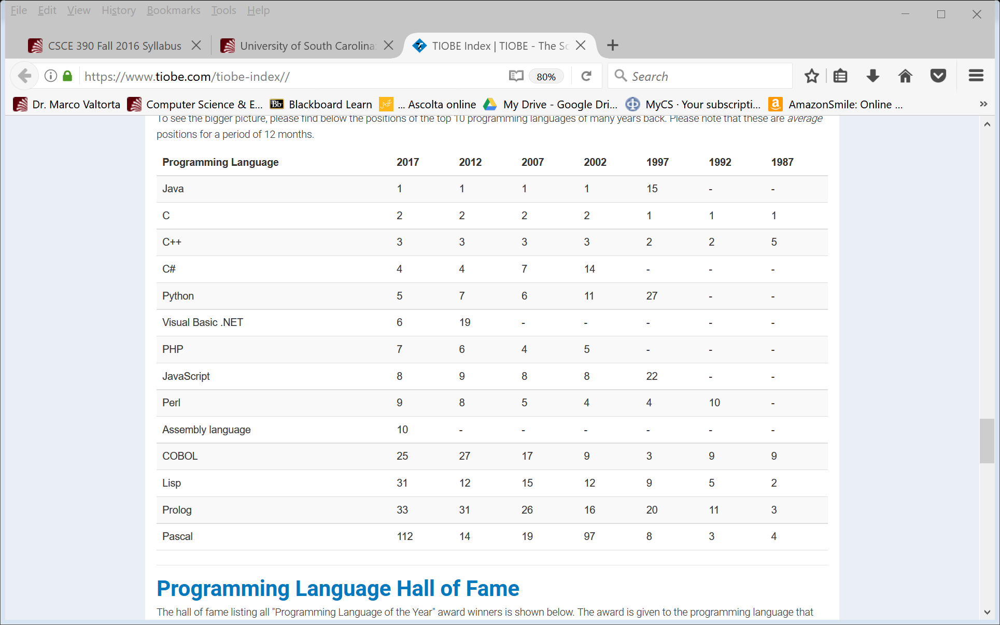 File Edit View History Bookmarks Tools Help
CSCE 390 Fall 2016 Syllabus University of South Carolina TIOBE Index | TIOBE - The Sc
https://www.tiobe.com/tiobe-index// 80% Search
Dr. Marco Valtorta Computer Science & E... Bb Blackboard Learn ... Ascolta online My Drive - Google Dri... MyCS · Your subscripti... AmazonSmile: Online ... »
To see the bigger picture, please find below the positions of the top 10 programming languages of many years back. Please note that these are average
positions for a period of 12 months.
Programming Language 2017 2012 2007 2002 1997 1992 1987
Java 1 1 1 1 15 - -
C 2 2 2 2 1 1 1
C++ 3 3 3 3 2 2 5
C# 4 4 7 14 - - -
Python 5 7 6 11 27 - -
Visual Basic .NET 6 19 - - - - -
PHP 7 6 4 5 - - -
JavaScript 8 9 8 8 22 - -
Perl 9 8 5 4 4 10 -
Assembly language 10 - - - - - -
COBOL 25 27 17 9 3 9 9
Lisp 31 12 15 12 9 5 2
Prolog 33 31 26 16 20 11 3
Pascal 112 14 19 97 8 3 4
Programming Language Hall of Fame
The hall of fame listing all "Programming Language of the Year" award winners is shown below. The award is given to the programming language that